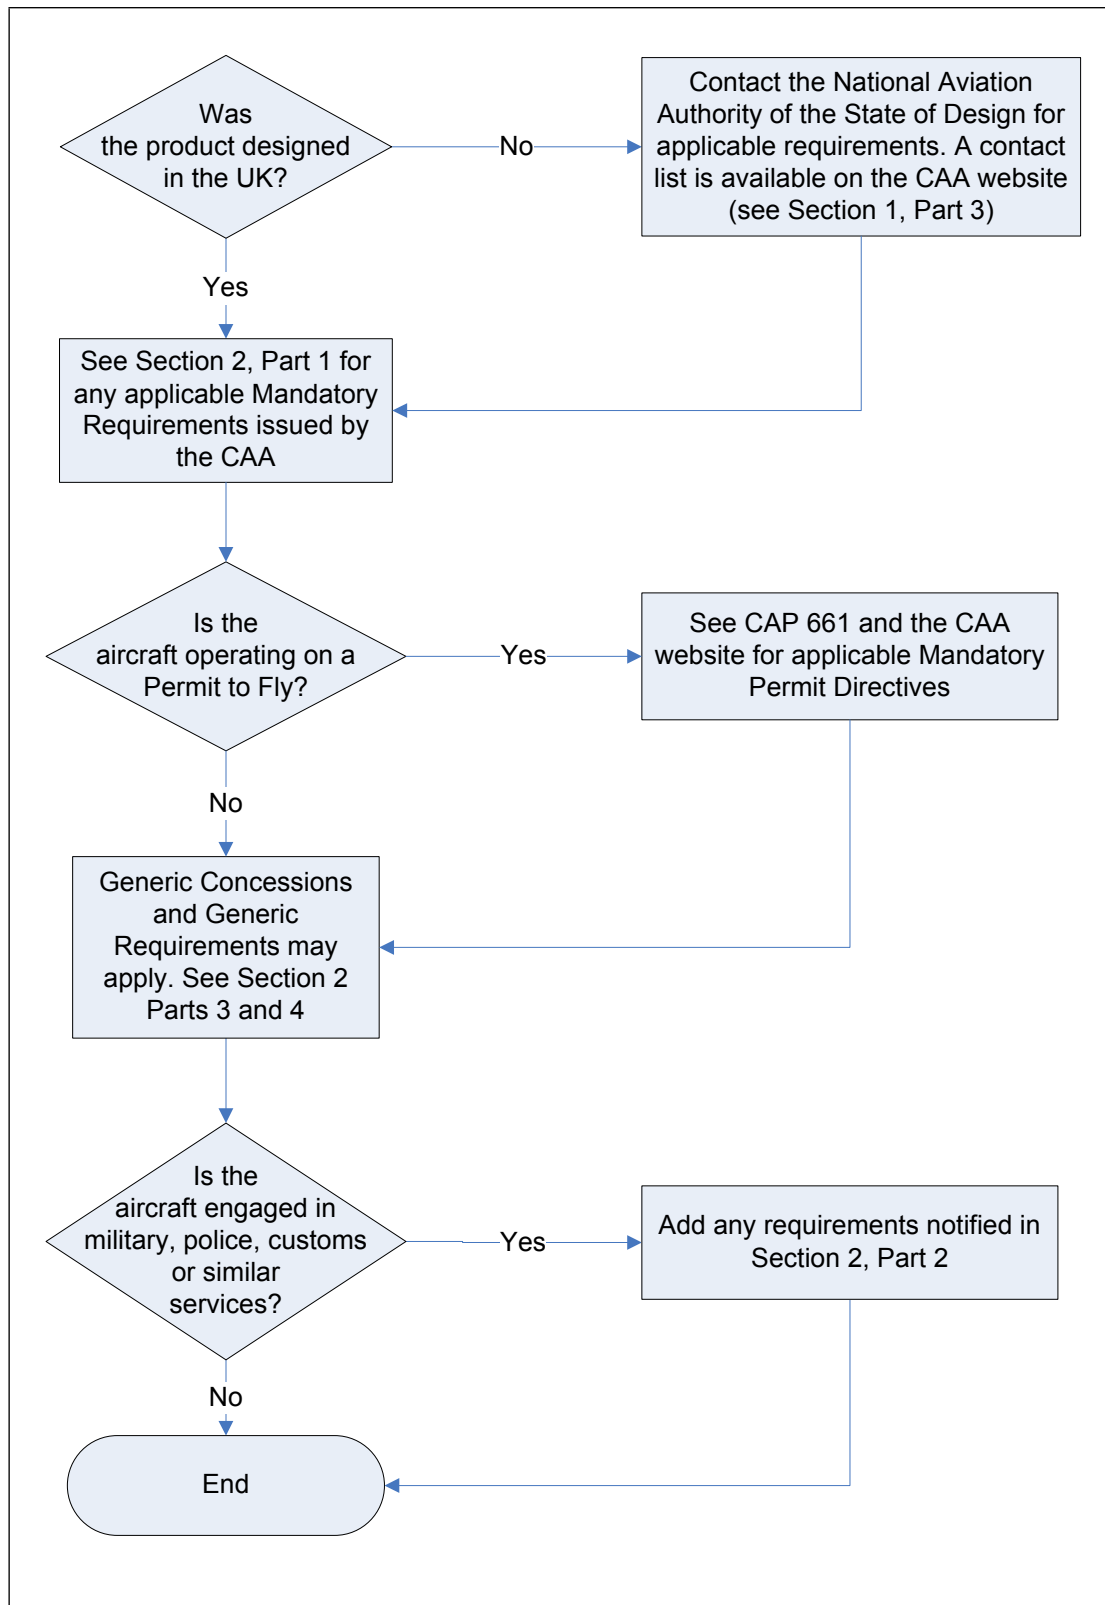 Was
the product designed
in the UK?
No
Contact the National Aviation
Authority of the State of Design for
applicable requirements. A contact
list is available on the CAA website
(see Section 1, Part 3)
Yes
See Section 2, Part 1 for
any applicable Mandatory
Requirements issued by
the CAA
Is the
aircraft operating on a
Permit to Fly?
Yes
See CAP 661 and the CAA
website for applicable Mandatory
Permit Directives
No
Generic Concessions
and Generic
Requirements may
apply. See Section 2
Parts 3 and 4
Is the
aircraft engaged in
military, police, customs
or similar
services?
Yes
Add any requirements notified in
Section 2, Part 2
No
End